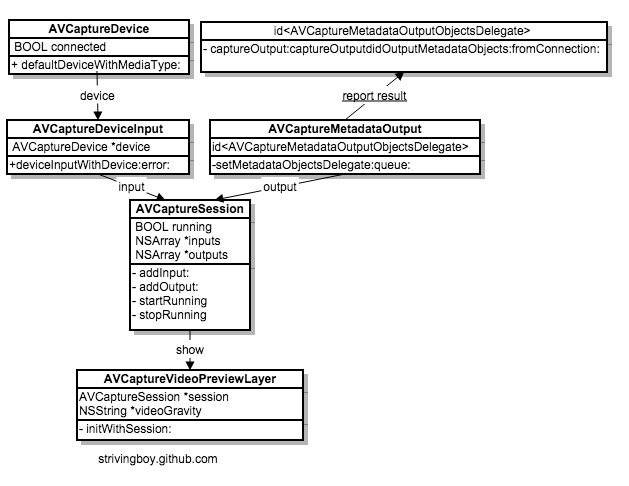 AVCaptureDevice
BOOL connected
+ defaultDeviceWithMediaType:
id<AVCaptureMetadataOutputObjectsDelegate>
- captureOutput:captureOutputdidOutputMetadataObjects:fromConnection:
device
report result
AVCaptureDeviceInput
AVCaptureDevice *device
+deviceInputWithDevice:error:
AVCaptureMetadataOutput
id<AVCaptureMetadataOutputObjectsDelegate>
-setMetadataObjectsDelegate:queue:
input
output
AVCaptureSession
BOOL running
NSArray *inputs
NSArray *outputs
- addInput:
- addOutput:
- startRunning
- stopRunning
show
AVCaptureVideoPreviewLayer
AVCaptureSession *session
NSString *videoGravity
- initWithSession:
strivingboy.github.com